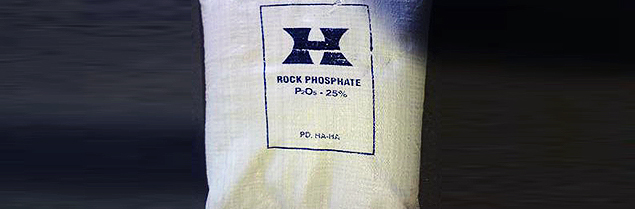 H
ROCK PHOSPHATE
P₂O₅ - 25%
PD. HA-HA